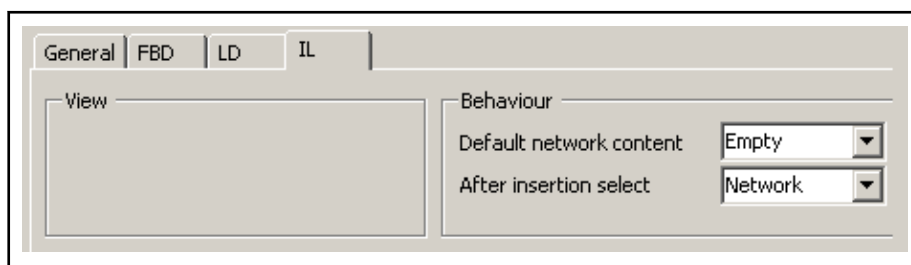 General FBD LD IL
View
Behaviour
Default network content Empty
After insertion select Network